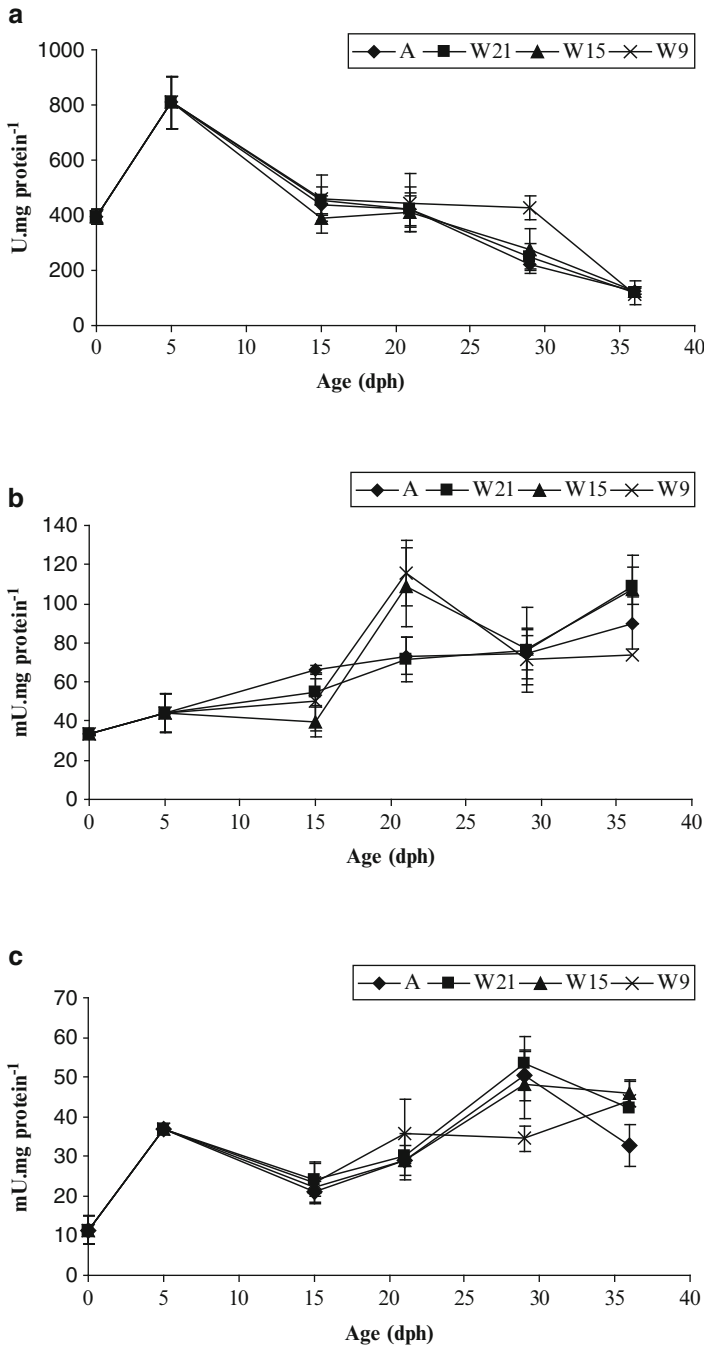 a
A W21 W15 W9
1000
800
600
400
200
0
U.mg protein-1
0 5 10 15 20 25 30 35 40
Age (dph)
b
A W21 W15 W9
140
120
100
80
60
40
20
0
mU.mg protein-1
0 5 10 15 20 25 30 35 40
Age (dph)
c
A W21 W15 W9
70
60
50
40
30
20
10
0
mU.mg protein-1
0 5 10 15 20 25 30 35 40
Age (dph)